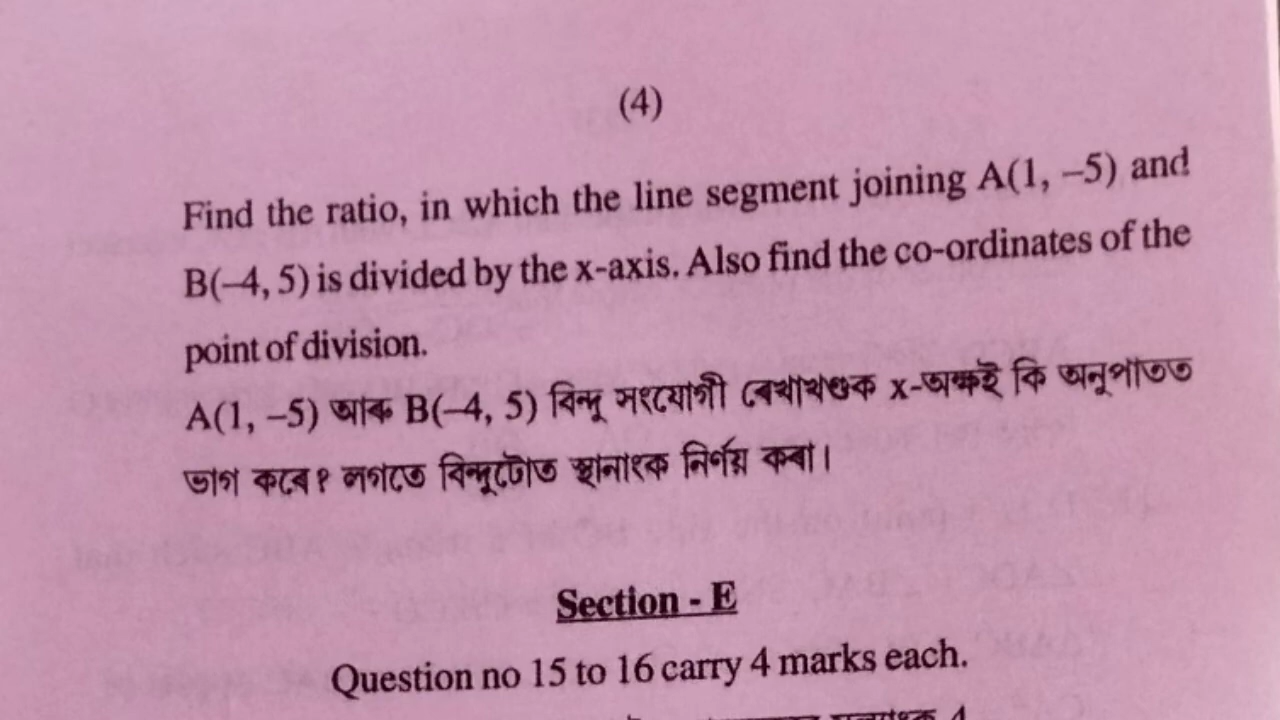 (4)
Find the ratio, in which the line segment joining A(1, –5) and
B(–4, 5) is divided by the x-axis. Also find the co-ordinates of the
point of division.
A(1, –5) আৰু B(–4, 5) বিন্দু সংযোগী ৰেখাখণ্ডক x-অক্ষই কি অনুপাতত
ভাগ কৰে? লগতে বিন্দুটোত স্থানাংক নিৰ্ণয় কৰা।
Section - E
Question no 15 to 16 carry 4 marks each.